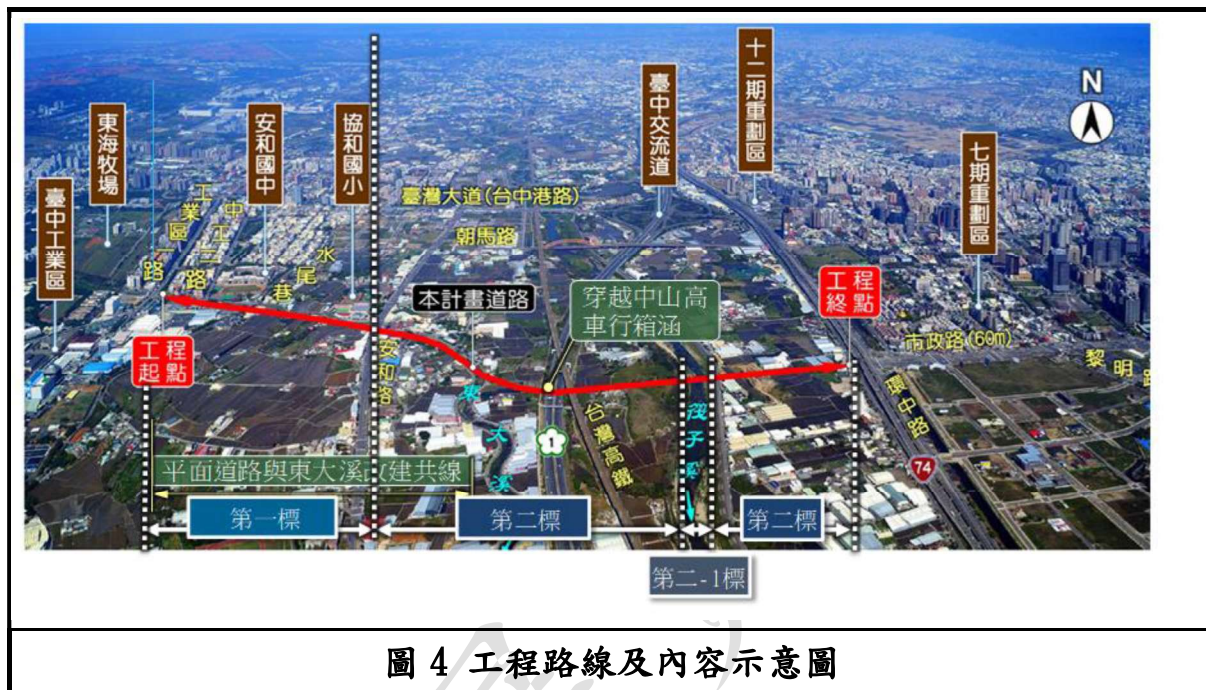 N
十二期重劃區
臺中交流道
東海牧場
安和國中
協和國小
七期重劃區
臺中工業區
臺灣大道(台中港路)
朝馬路
工業區一路
中工二路
水尾巷
本計畫道路
穿越中山高
車行箱涵
工程
終點
市政路(60m)
黎明路
工程
起點
安和路
東大溪
1
台灣高鐵
筏子溪
環中路
74
平面道路與東大溪改建共線
第一標
第二標
第二標
第二-1標
圖 4 工程路線及內容示意圖